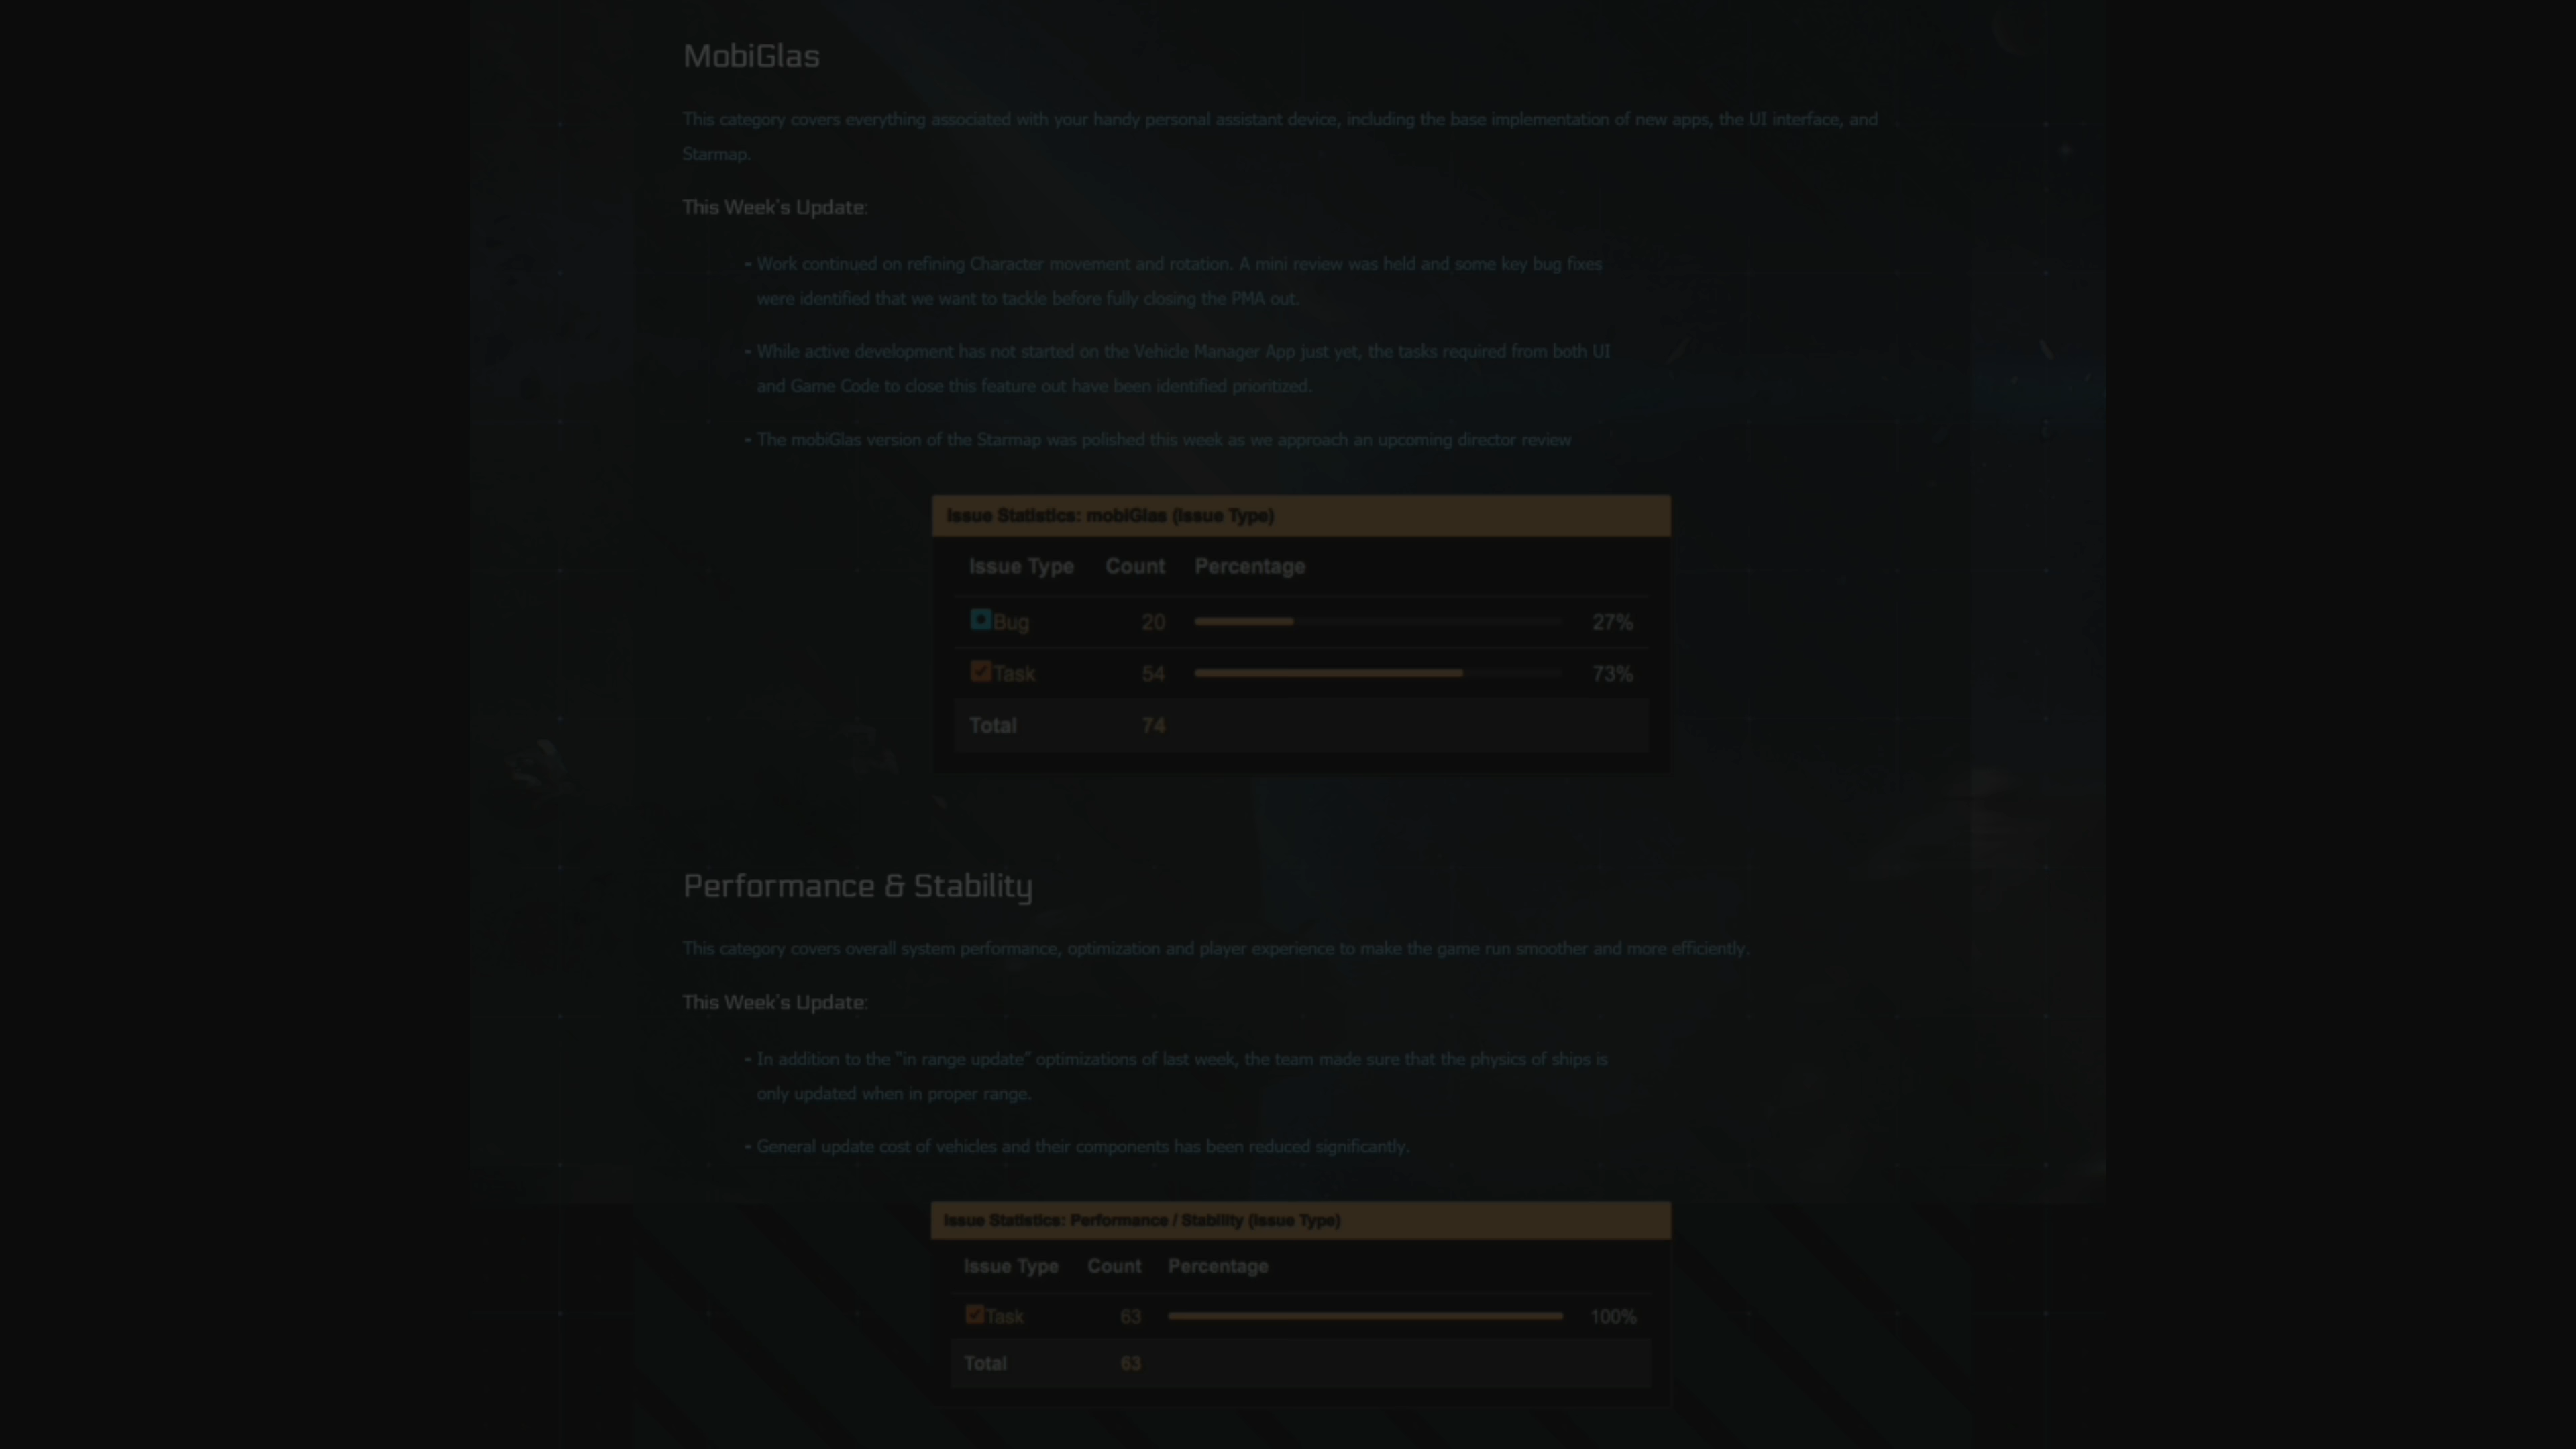 MobiGlas
This category covers everything associated with your handy personal assistant device, including the base implementation of new apps, the UI interface, and
Starmap.
This Week's Update:
- Work continued on refining Character movement and rotation. A mini review was held and some key bug fixes
were identified that we want to tackle before fully closing the PMA out.
- While active development has not started on the Vehicle Manager App just yet, the tasks required from both UI
and Game Code to close this feature out have been identified prioritized.
- The mobiGlas version of the Starmap was polished this week as we approach an upcoming director review
Issue Statistics: mobiGlas (Issue Type)
Issue Type Count Percentage
Bug 20 27%
Task 54 73%
Total 74
Performance & Stability
This category covers overall system performance, optimization and player experience to make the game run smoother and more efficiently.
This Week's Update:
- In addition to the "in range update" optimizations of last week, the team made sure that the physics of ships is
only updated when in proper range.
- General update cost of vehicles and their components has been reduced significantly.
Issue Statistics: Performance / Stability (Issue Type)
Issue Type Count Percentage
Task 63 100%
Total 63